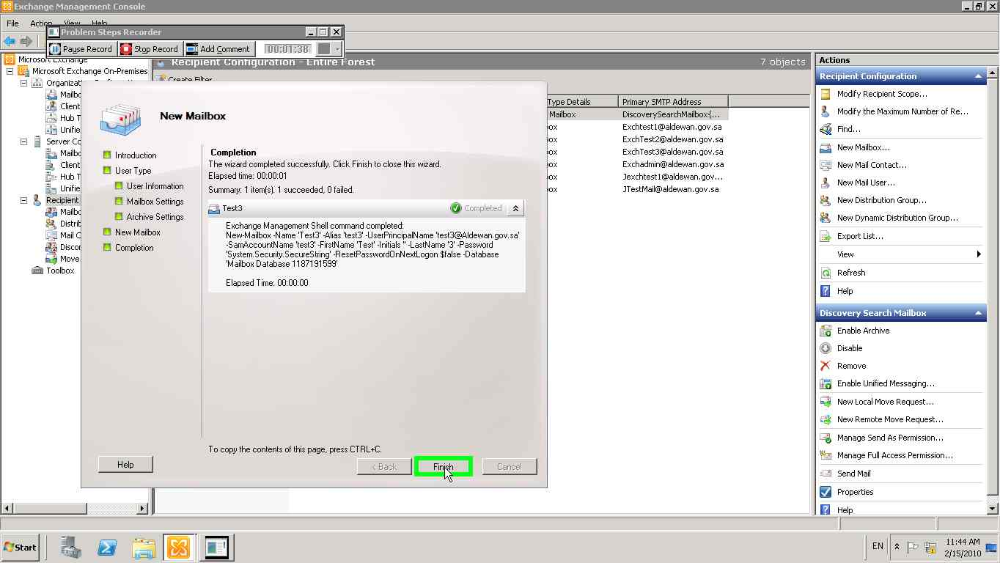 Exchange Management Console
File Action View Help
Problem Steps Recorder
Pause Record Stop Record Add Comment 00:01:38
Microsoft Exchange
Microsoft Exchange On-Premises
Recipient Configuration - Entire Forest 7 objects
Create Filter
Type Details Primary SMTP Address
Mailbox DiscoverySearchMailbox{...
Exchtest1@aldewan.gov.sa
ExchTest2@aldewan.gov.sa
ExchTest3@aldewan.gov.sa
Exchadmin@aldewan.gov.sa
Jexchtest1@aldewan.gov...
JTestMail@aldewan.gov.sa
Organiza
Mailbo
Client
Hub T
Unifie
Server Co
Mailbo
Client
Hub T
Unifie
Recipient
Mailbo
Distrib
Mail C
Discon
Move
Toolbox
New Mailbox
Introduction
User Type
User Information
Mailbox Settings
Archive Settings
New Mailbox
Completion
Completion
The wizard completed successfully. Click Finish to close this wizard.
Elapsed time: 00:00:01
Summary: 1 item(s). 1 succeeded, 0 failed.
Test3 Completed
Exchange Management Shell command completed:
New-Mailbox -Name 'Test3' -Alias 'test3' -UserPrincipalName 'test3@Aldewan.gov.sa'
-SamAccountName 'test3' -FirstName 'Test' -Initials '' -LastName '3' -Password
'System.Security.SecureString' -ResetPasswordOnNextLogon $false -Database
'Mailbox Database 1187191599'
Elapsed Time: 00:00:00
To copy the contents of this page, press CTRL+C.
Help < Back Finish Cancel
Actions
Recipient Configuration
Modify Recipient Scope...
Modify the Maximum Number of Re...
Find...
New Mailbox...
New Mail Contact...
New Mail User...
New Distribution Group...
New Dynamic Distribution Group...
Export List...
View
Refresh
Help
Discovery Search Mailbox
Enable Archive
Disable
Remove
Enable Unified Messaging...
New Local Move Request...
New Remote Move Request...
Manage Send As Permission...
Manage Full Access Permission...
Send Mail
Properties
Help
Start EN 11:44 AM
2/15/2010